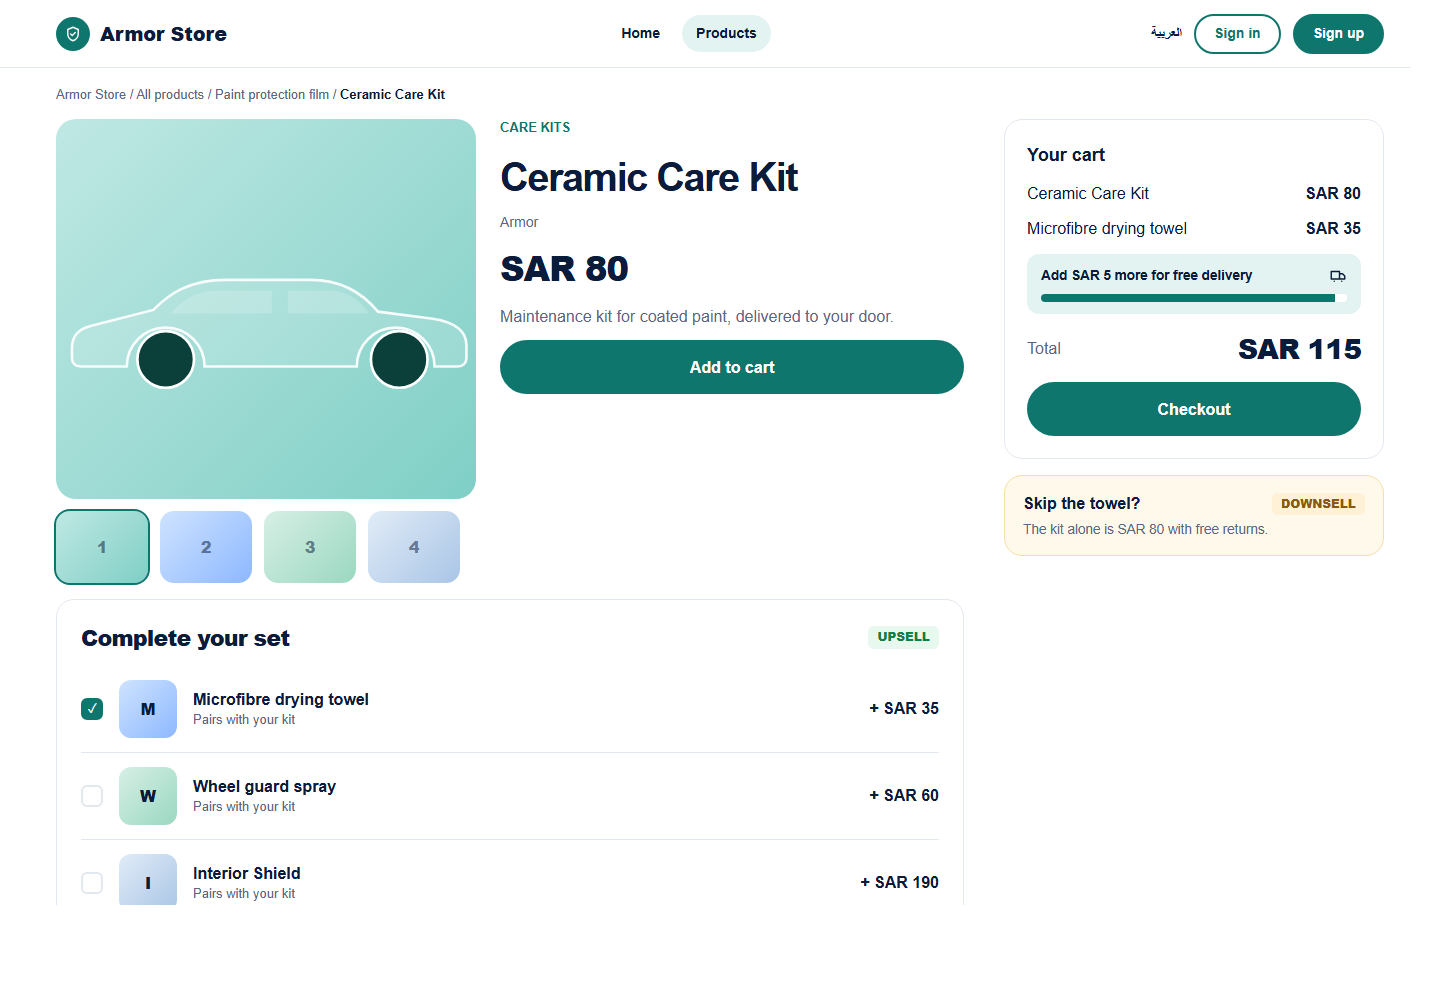 Armor Store
Home
Products
العربية
Sign in
Sign up
Armor Store / All products / Paint protection film / Ceramic Care Kit
CARE KITS
Ceramic Care Kit
Armor
SAR 80
Maintenance kit for coated paint, delivered to your door.
Add to cart
1
2
3
4
Your cart
Ceramic Care Kit SAR 80
Microfibre drying towel SAR 35
Add SAR 5 more for free delivery
Total SAR 115
Checkout
Skip the towel? DOWNSELL
The kit alone is SAR 80 with free returns.
Complete your set UPSELL
M
Microfibre drying towel
Pairs with your kit
+ SAR 35
W
Wheel guard spray
Pairs with your kit
+ SAR 60
I
Interior Shield
Pairs with your kit
+ SAR 190